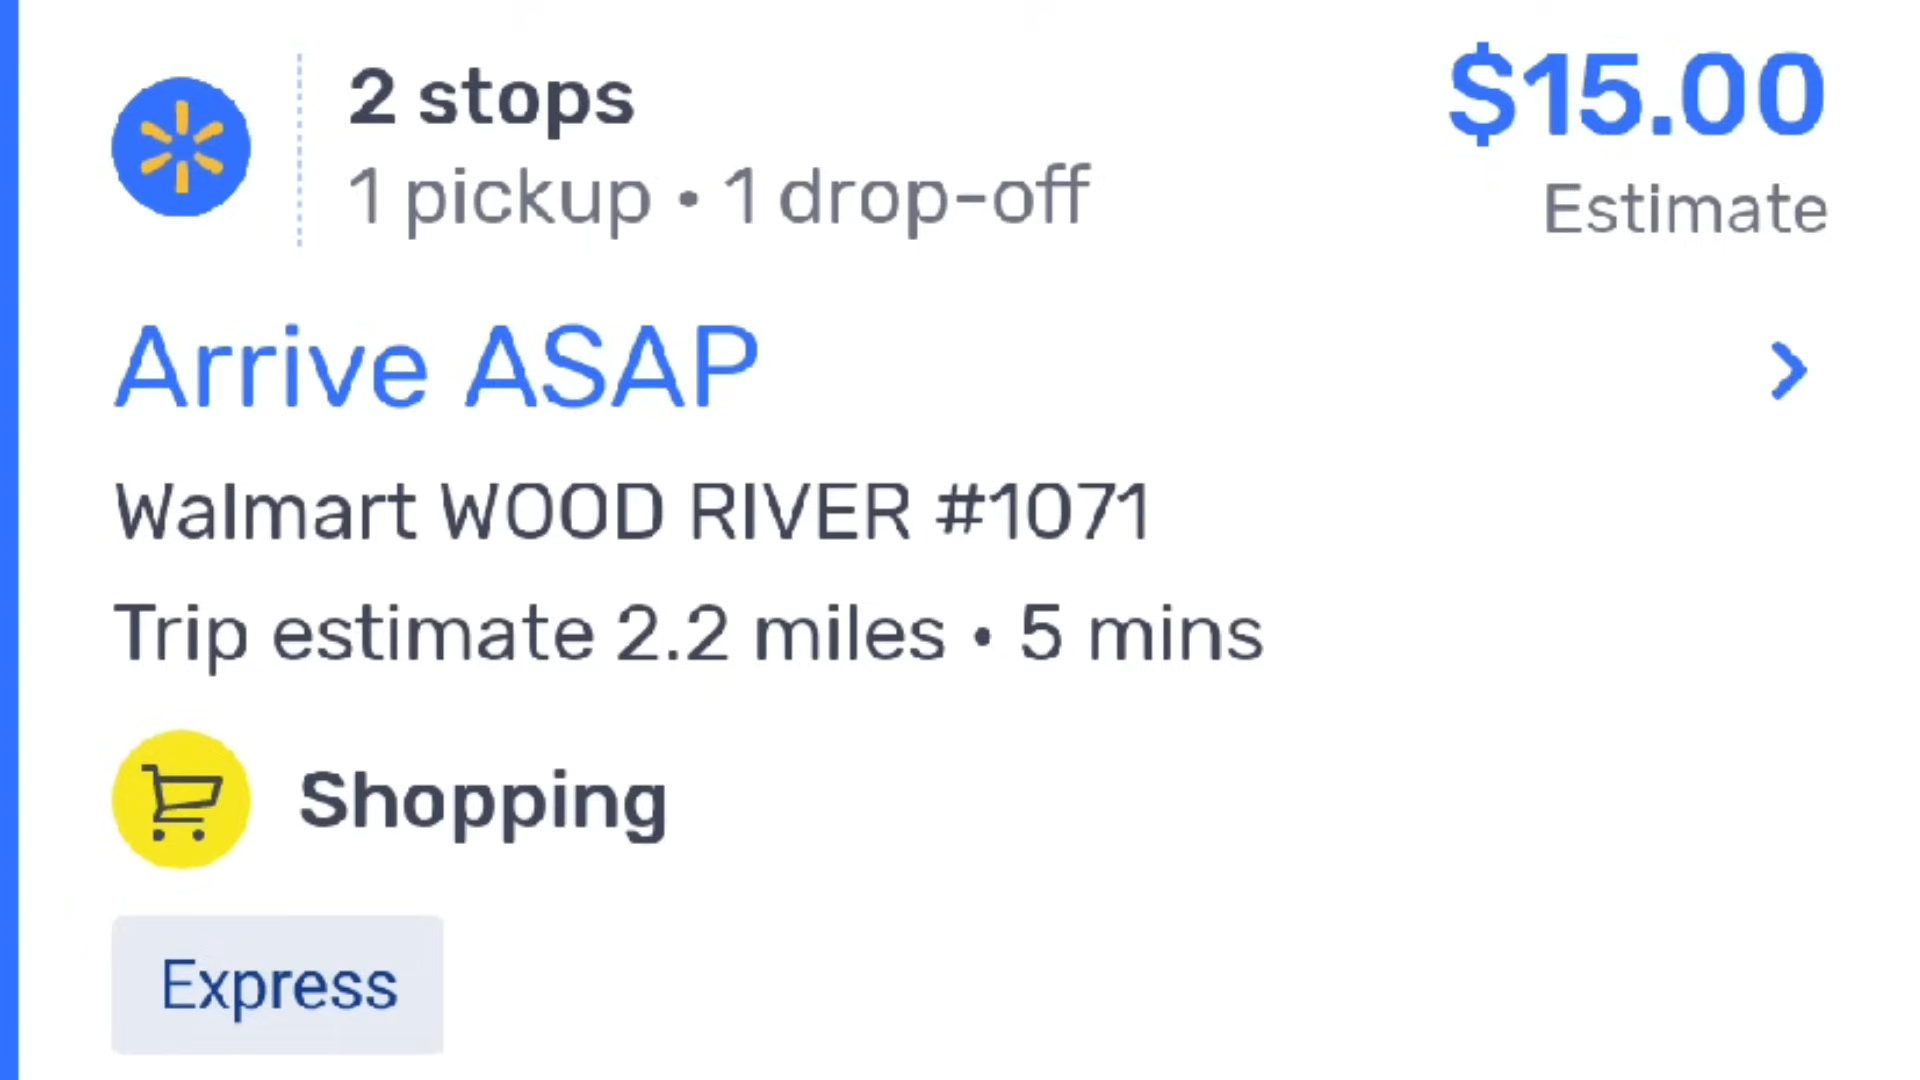 2 stops
$15.00
1 pickup • 1 drop-off
Estimate
Arrive ASAP
Walmart WOOD RIVER #1071
Trip estimate 2.2 miles • 5 mins
Shopping
Express